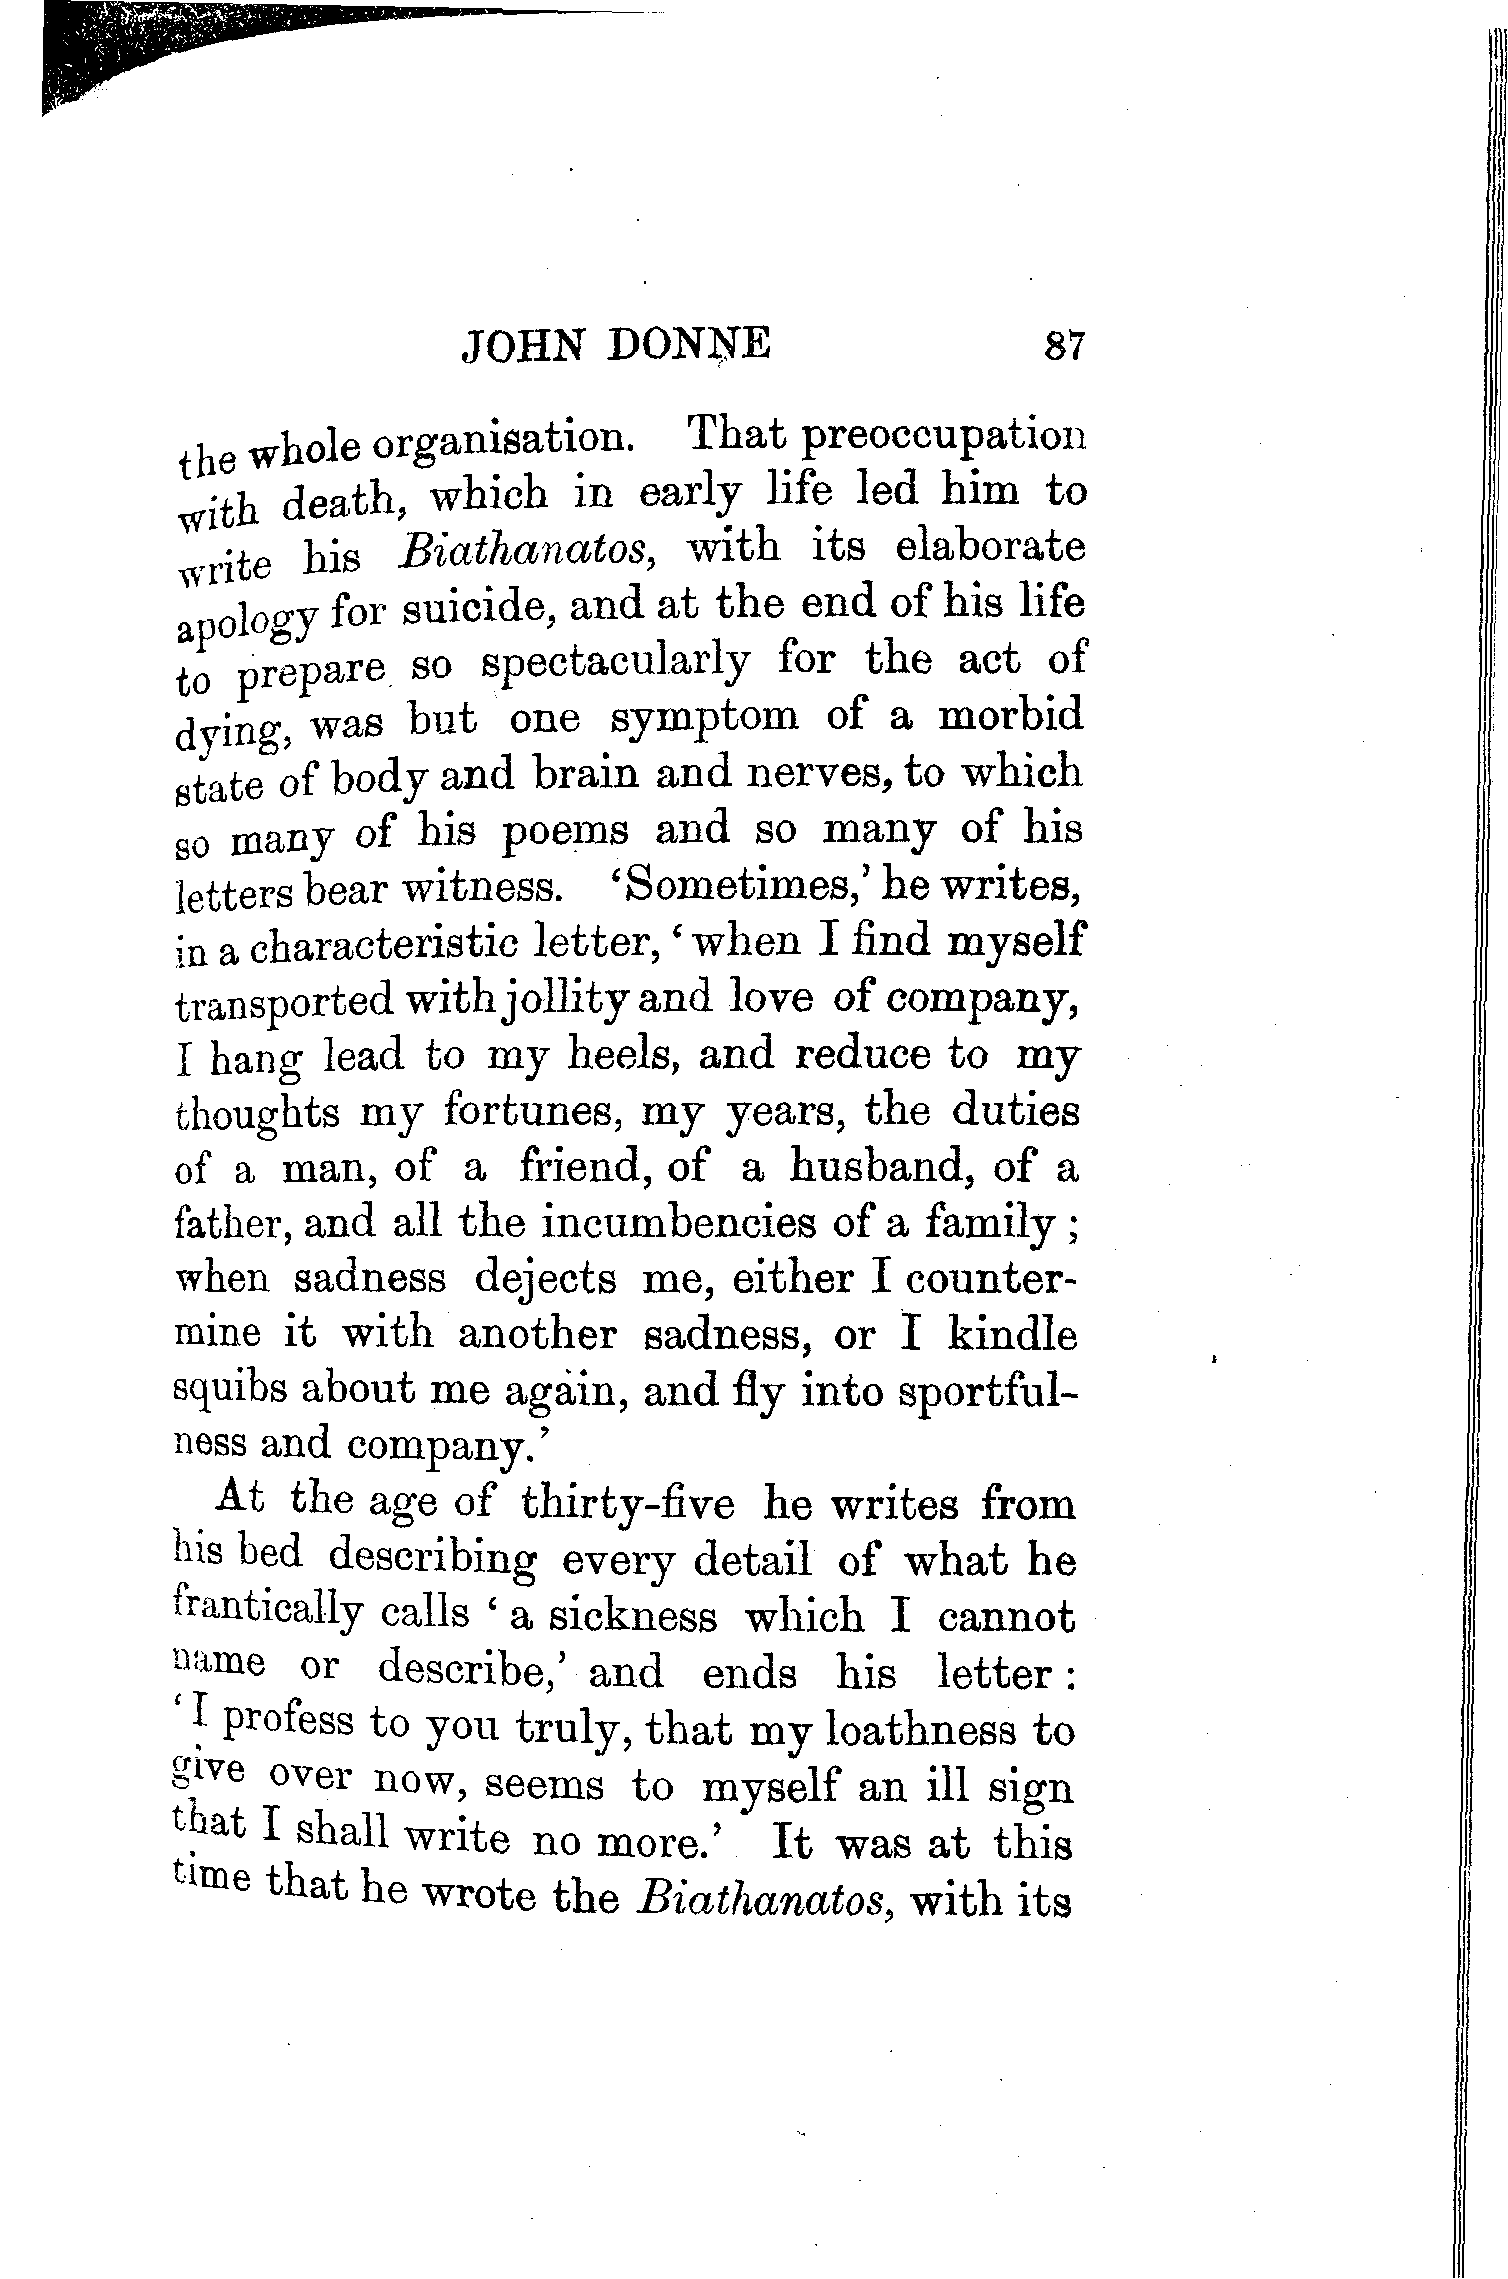 JOHN DONNE 87
the whole organisation. That preoccupation
with death, which in early life led him to
write his Biathanatos, with its elaborate
apology for suicide, and at the end of his life
to prepare so spectacularly for the act of
dying, was but one symptom of a morbid
state of body and brain and nerves, to which
so many of his poems and so many of his
letters bear witness. ‘Sometimes,’ he writes,
in a characteristic letter, ‘when I find myself
transported with jollity and love of company,
I hang lead to my heels, and reduce to my
thoughts my fortunes, my years, the duties
of a man, of a friend, of a husband, of a
father, and all the incumbencies of a family ;
when sadness dejects me, either I counter-
mine it with another sadness, or I kindle
squibs about me again, and fly into sportful-
ness and company.’
At the age of thirty-five he writes from
his bed describing every detail of what he
frantically calls ‘a sickness which I cannot
name or describe,’ and ends his letter :
‘I profess to you truly, that my loathness to
give over now, seems to myself an ill sign
that I shall write no more.’ It was at this
time that he wrote the Biathanatos, with its